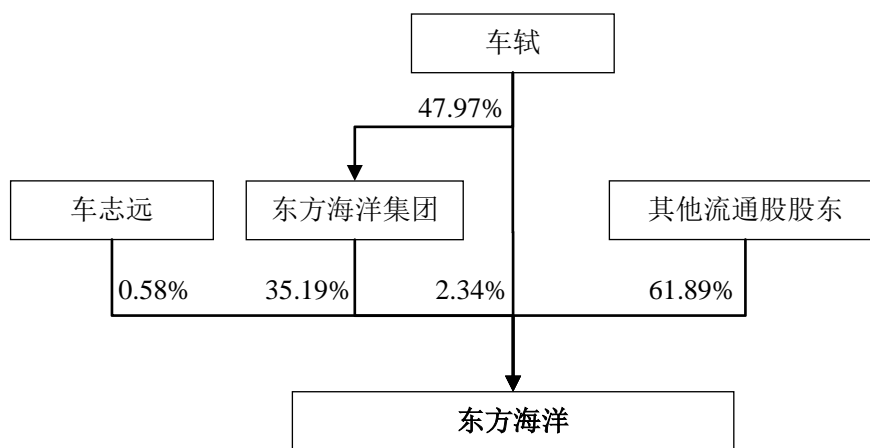 车轼
47.97%
车志远
东方海洋集团
其他流通股股东
0.58%
35.19%
2.34%
61.89%
东方海洋